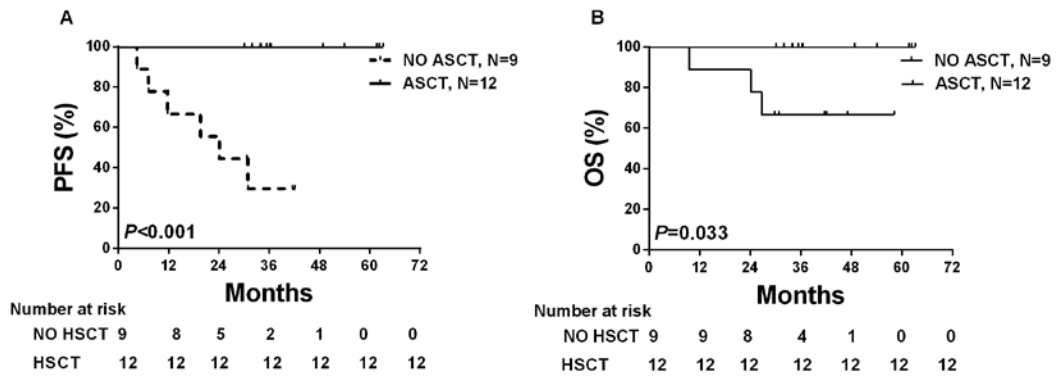 A
PFS (%)
100
80
60
40
20
0
NO ASCT, N=9
ASCT, N=12
P<0.001
0 12 24 36 48 60 72
Months
Number at risk
NO HSCT 9 8 5 2 1 0 0
HSCT 12 12 12 12 12 12 12
B
OS (%)
100
80
60
40
20
0
NO ASCT, N=9
ASCT, N=12
P=0.033
0 12 24 36 48 60 72
Months
Number at risk
NO HSCT 9 9 8 4 1 0 0
HSCT 12 12 12 12 12 12 12